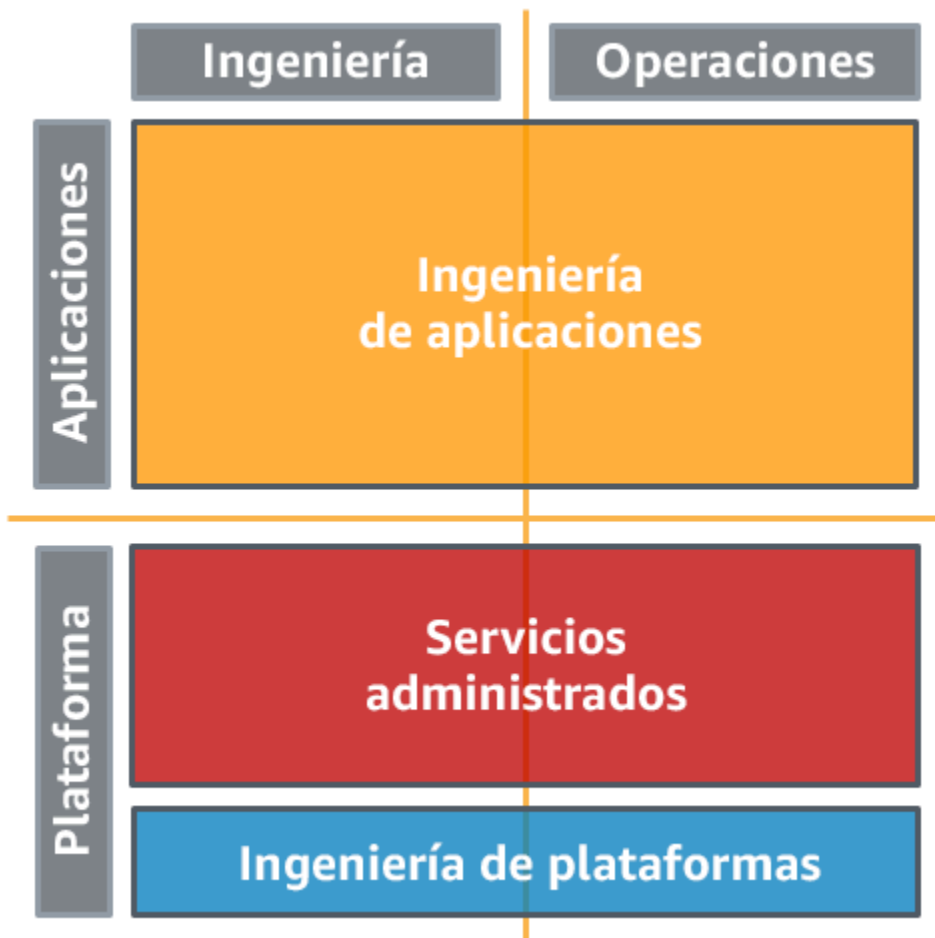 Ingeniería
Operaciones
Aplicaciones
Ingeniería
de aplicaciones
Plataforma
Servicios
administrados
Ingeniería de plataformas